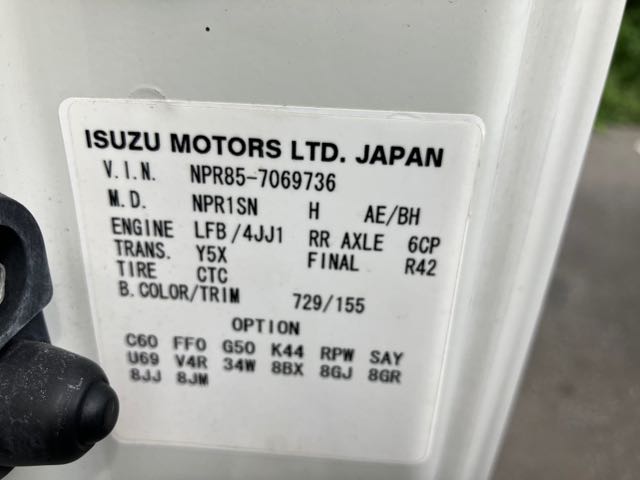 ISUZU MOTORS LTD. JAPAN
V.I.N. NPR85-7069736
M.D. NPR1SN H AE/BH
ENGINE LFB/4JJ1 RR AXLE 6CP
TRANS. Y5X FINAL R42
TIRE CTC
B.COLOR/TRIM 729/155
OPTION
C60 FF0 G50 K44 RPW SAY
U69 V4R 34W 8BX 8GJ 8GR
8JJ 8JM